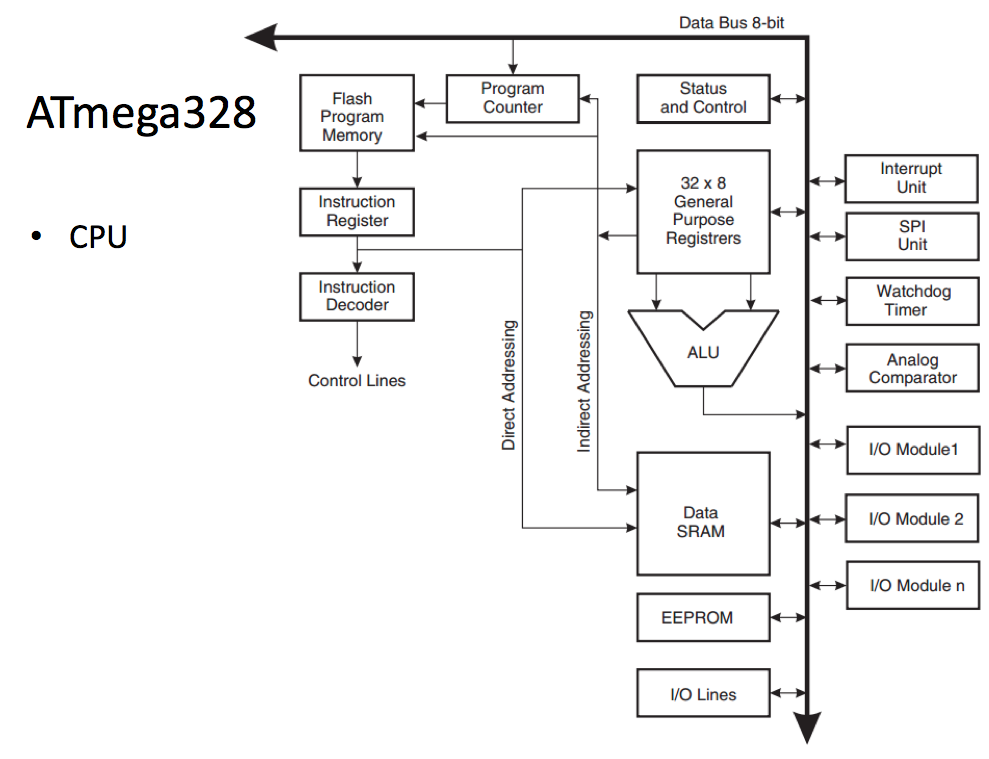 Data Bus 8-bit
ATmega328
• CPU
Flash
Program
Memory
Program
Counter
Status
and Control
Instruction
Register
32 x 8
General
Purpose
Registrers
Interrupt
Unit
SPI
Unit
Instruction
Decoder
Watchdog
Timer
Control Lines
Direct Addressing
Indirect Addressing
ALU
Analog
Comparator
I/O Module1
Data
SRAM
I/O Module 2
I/O Module n
EEPROM
I/O Lines